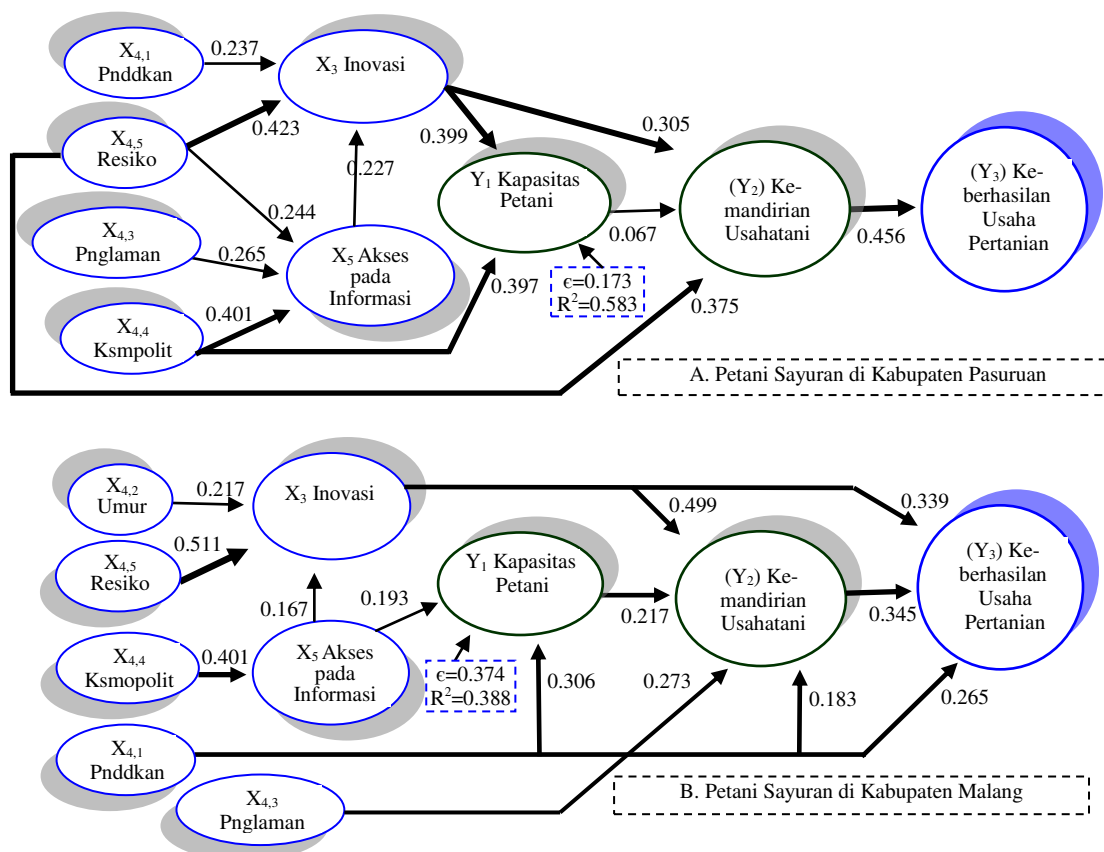 X4,1
Pnddkan
0.237
X3 Inovasi
X4,5
Resiko
0.423
0.399
0.305
0.227
Y1 Kapasitas
Petani
(Y2) Ke-
mandirian
Usahatani
(Y3) Ke-
berhasilan
Usaha
Pertanian
0.244
0.067
0.456
X4,3
Pnglaman
0.265
X5 Akses
pada
Informasi
0.397
ϵ=0.173
R2=0.583
0.375
X4,4
Ksmpolit
0.401
A. Petani Sayuran di Kabupaten Pasuruan
X4,2
Umur
0.217
X3 Inovasi
0.499
0.339
X4,5
Resiko
0.511
Y1 Kapasitas
Petani
(Y2) Ke-
mandirian
Usahatani
(Y3) Ke-
berhasilan
Usaha
Pertanian
0.167
0.193
0.217
0.345
X4,4
Ksmopolit
0.401
X5 Akses
pada
Informasi
ϵ=0.374
R2=0.388
0.306
0.273
0.183
0.265
X4,1
Pnddkan
X4,3
Pnglaman
B. Petani Sayuran di Kabupaten Malang